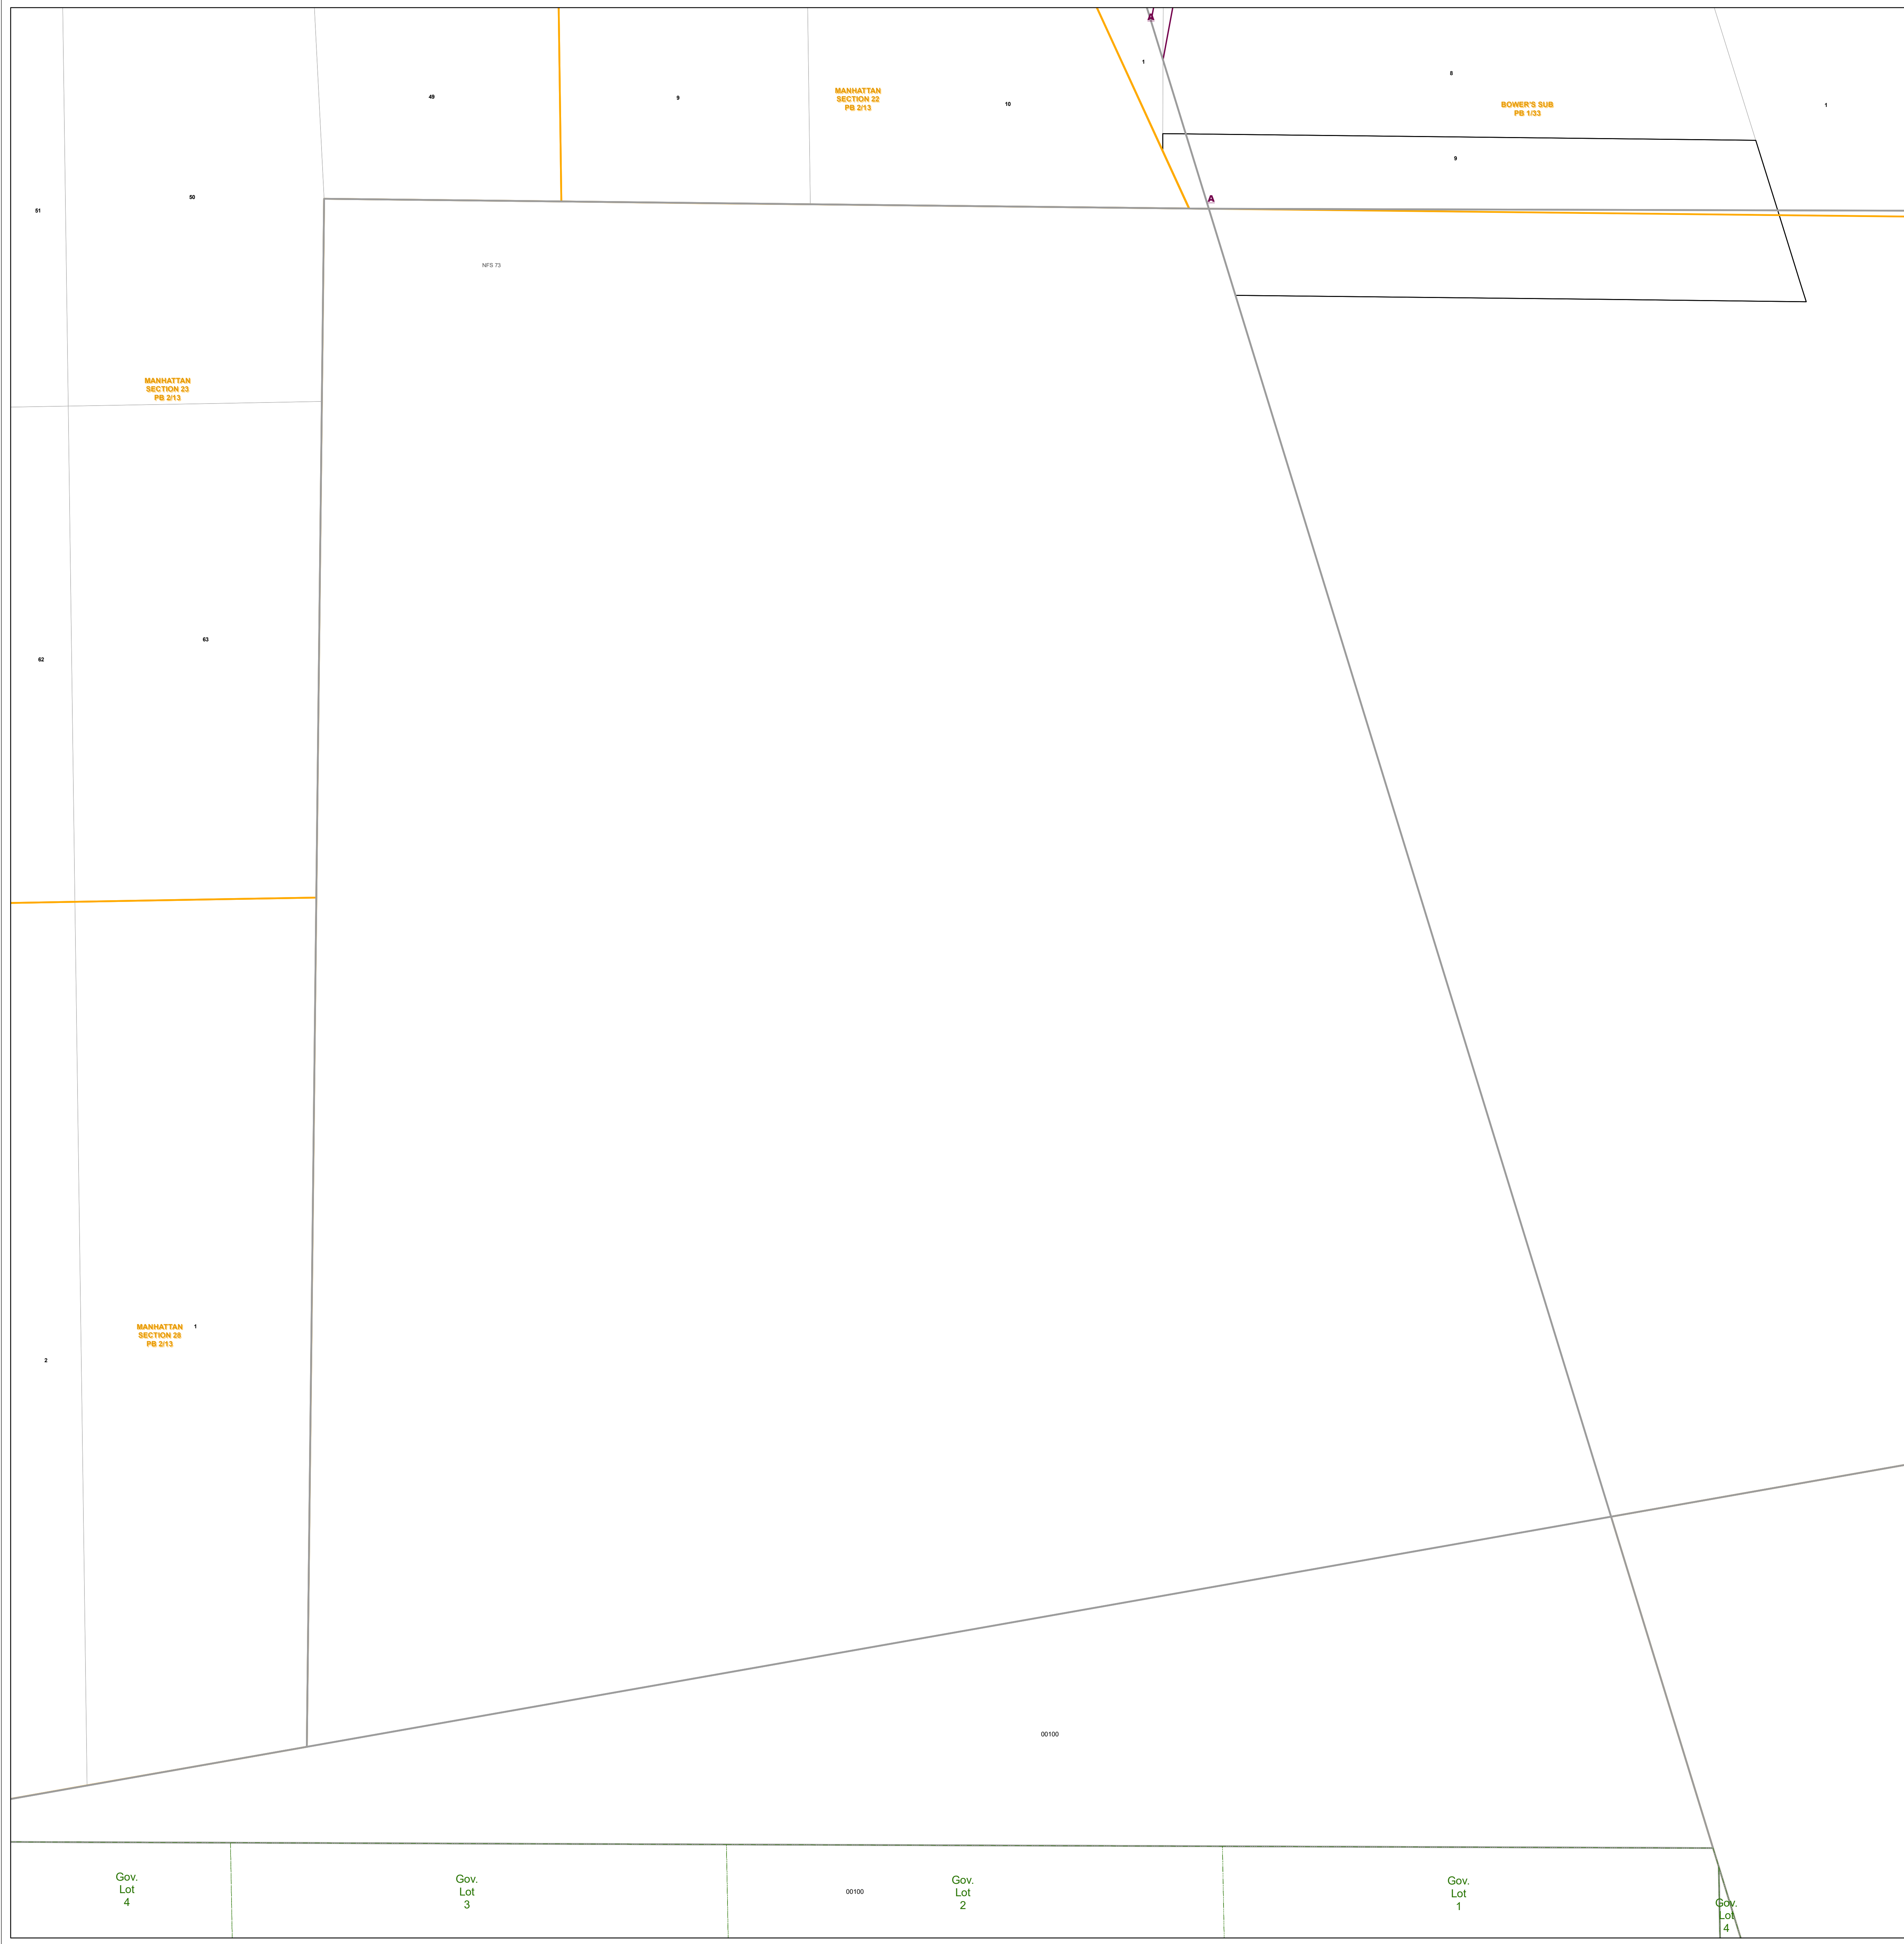 A
1
8
MANHATTAN
SECTION 22
PB 2/13
49
9
10
BOWER'S SUB
PB 1/33
1
9
50
A
51
NFS 73
MANHATTAN
SECTION 23
PB 2/13
63
62
MANHATTAN
SECTION 28
PB 2/13
1
2
00100
Gov.
Lot
4
Gov.
Lot
3
00100
Gov.
Lot
2
Gov.
Lot
1
Gov.
Lot
4